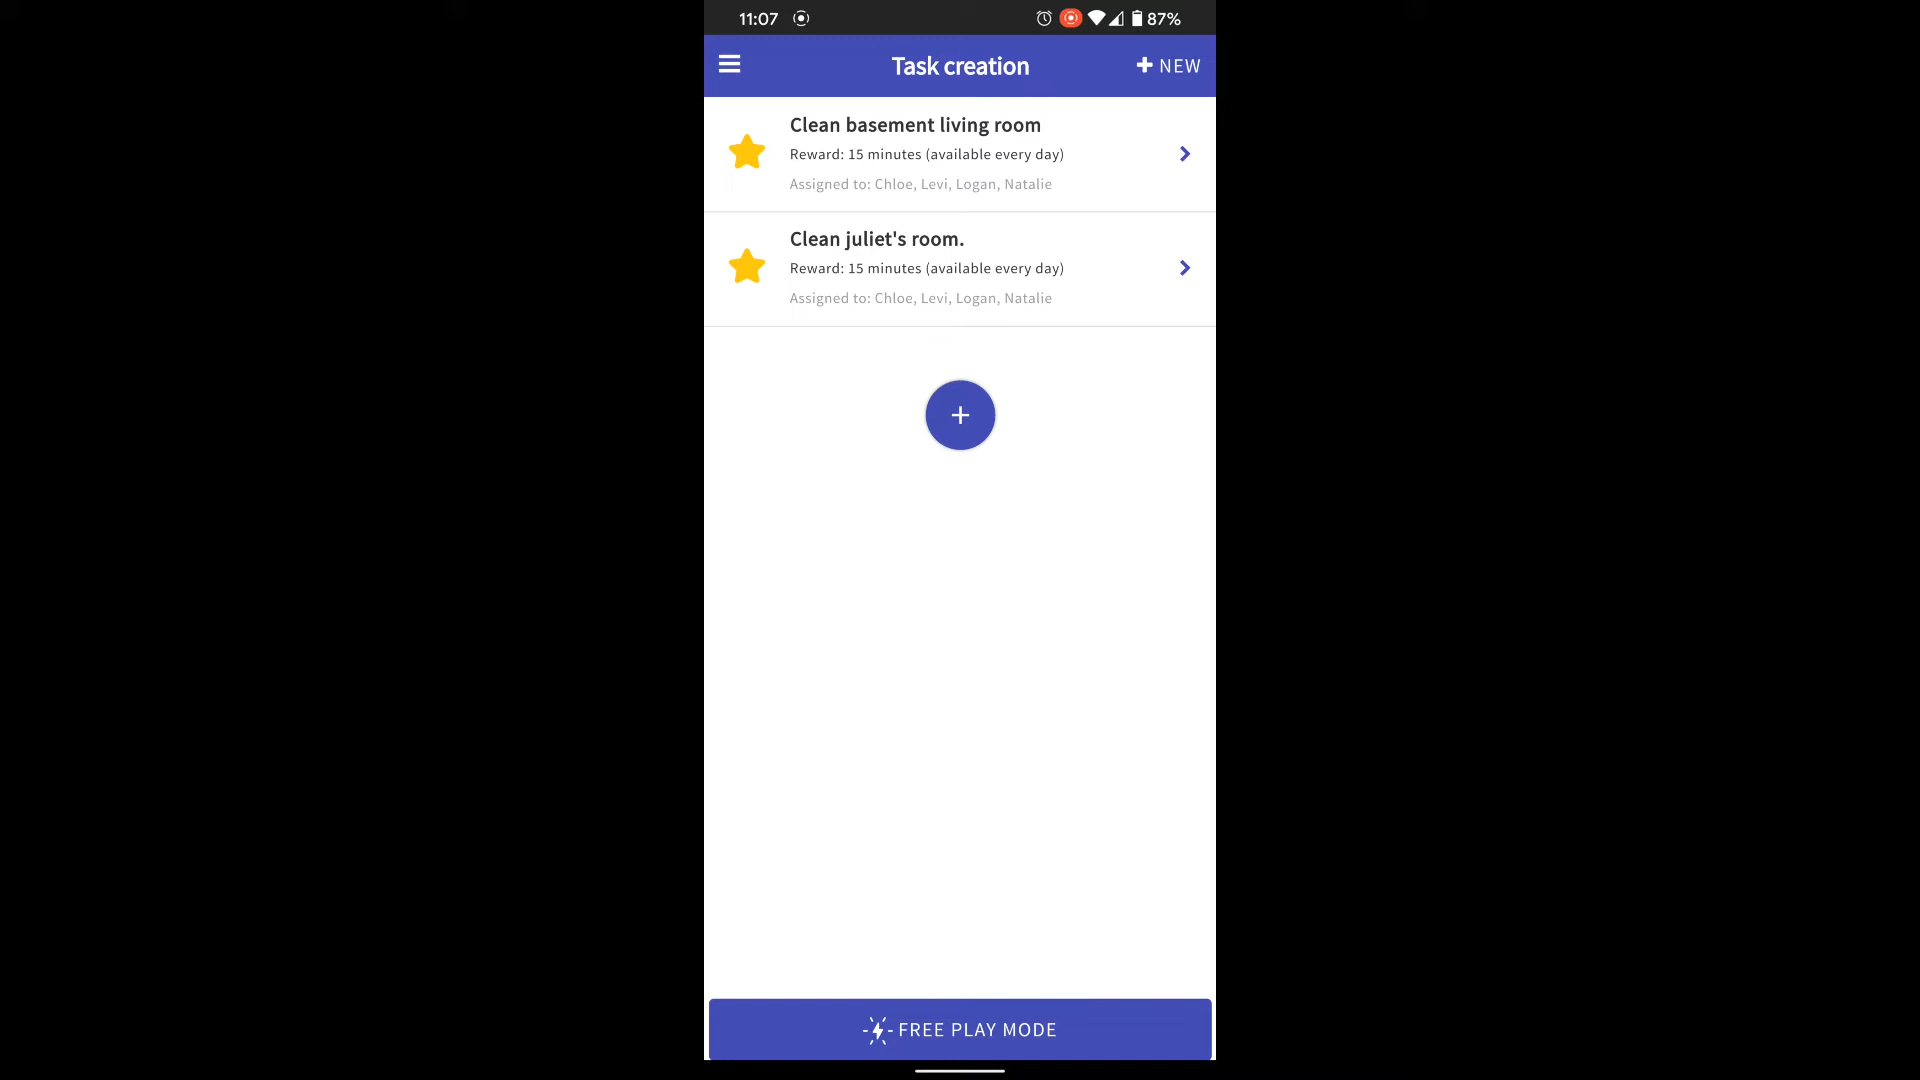 11:07
87%
Task creation
NEW
Clean basement living room
Reward: 15 minutes (available every day)
Assigned to: Chloe, Levi, Logan, Natalie
Clean juliet's room.
Reward: 15 minutes (available every day)
Assigned to: Chloe, Levi, Logan, Natalie
FREE PLAY MODE